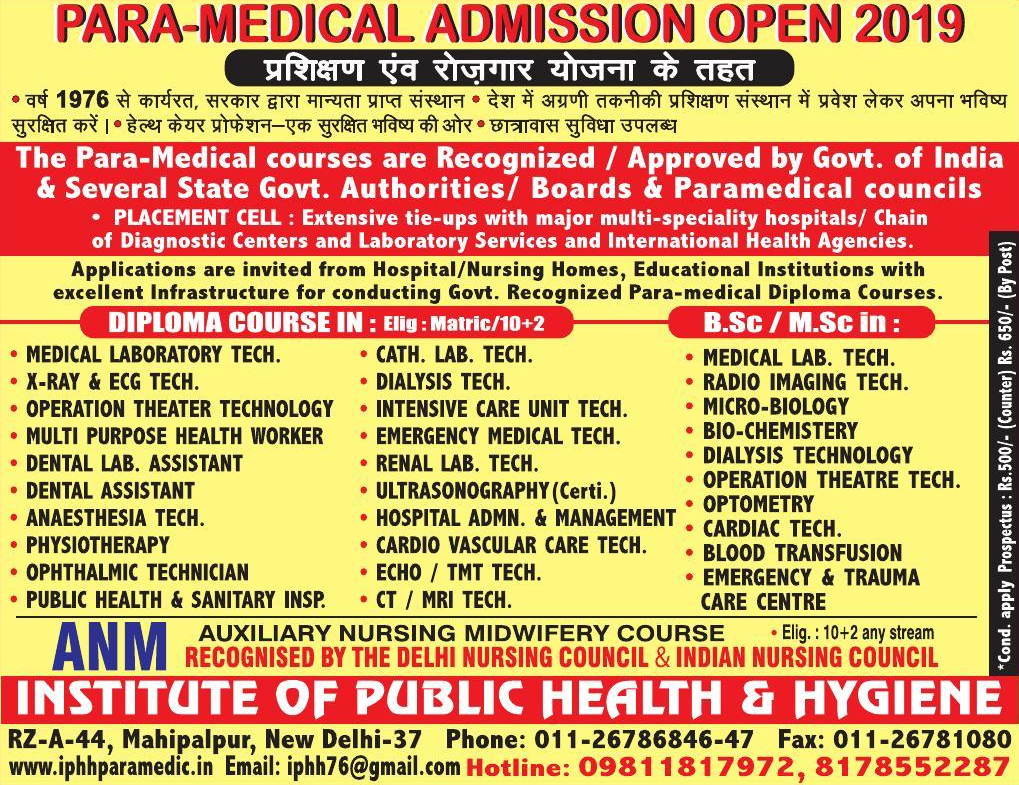 PARA-MEDICAL ADMISSION OPEN 2019
प्रशिक्षण एंव रोज़गार योजना के तहत
• वर्ष 1976 से कार्यरत, सरकार द्वारा मान्यता प्राप्त संस्थान • देश में अग्रणी तकनीकी प्रशिक्षण संस्थान में प्रवेश लेकर अपना भविष्य
सुरक्षित करें। • हेल्थ केयर प्रोफेशन–एक सुरक्षित भविष्य की ओर • छात्रावास सुविधा उपलब्ध
The Para-Medical courses are Recognized / Approved by Govt. of India
& Several State Govt. Authorities/ Boards & Paramedical councils
• PLACEMENT CELL : Extensive tie-ups with major multi-speciality hospitals/ Chain
of Diagnostic Centers and Laboratory Services and International Health Agencies.
Applications are invited from Hospital/Nursing Homes, Educational Institutions with
excellent Infrastructure for conducting Govt. Recognized Para-medical Diploma Courses.
DIPLOMA COURSE IN : Elig : Matric/10+2
• MEDICAL LABORATORY TECH.
• X-RAY & ECG TECH.
• OPERATION THEATER TECHNOLOGY
• MULTI PURPOSE HEALTH WORKER
• DENTAL LAB. ASSISTANT
• DENTAL ASSISTANT
• ANAESTHESIA TECH.
• PHYSIOTHERAPY
• OPHTHALMIC TECHNICIAN
• PUBLIC HEALTH & SANITARY INSP.
• CATH. LAB. TECH.
• DIALYSIS TECH.
• INTENSIVE CARE UNIT TECH.
• EMERGENCY MEDICAL TECH.
• RENAL LAB. TECH.
• ULTRASONOGRAPHY (Certi.)
• HOSPITAL ADMN. & MANAGEMENT
• CARDIO VASCULAR CARE TECH.
• ECHO / TMT TECH.
• CT / MRI TECH.
B.Sc / M.Sc in :
• MEDICAL LAB. TECH.
• RADIO IMAGING TECH.
• MICRO-BIOLOGY
• BIO-CHEMISTERY
• DIALYSIS TECHNOLOGY
• OPERATION THEATRE TECH.
• OPTOMETRY
• CARDIAC TECH.
• BLOOD TRANSFUSION
• EMERGENCY & TRAUMA
CARE CENTRE
*Cond. apply Prospectus : Rs.500/- (Counter) Rs. 650/- (By Post)
ANM AUXILIARY NURSING MIDWIFERY COURSE • Elig. : 10+2 any stream
RECOGNISED BY THE DELHI NURSING COUNCIL & INDIAN NURSING COUNCIL
INSTITUTE OF PUBLIC HEALTH & HYGIENE
RZ-A-44, Mahipalpur, New Delhi-37 Phone: 011-26786846-47 Fax: 011-26781080
www.iphhparamedic.in Email: iphh76@gmail.com Hotline: 09811817972, 8178552287